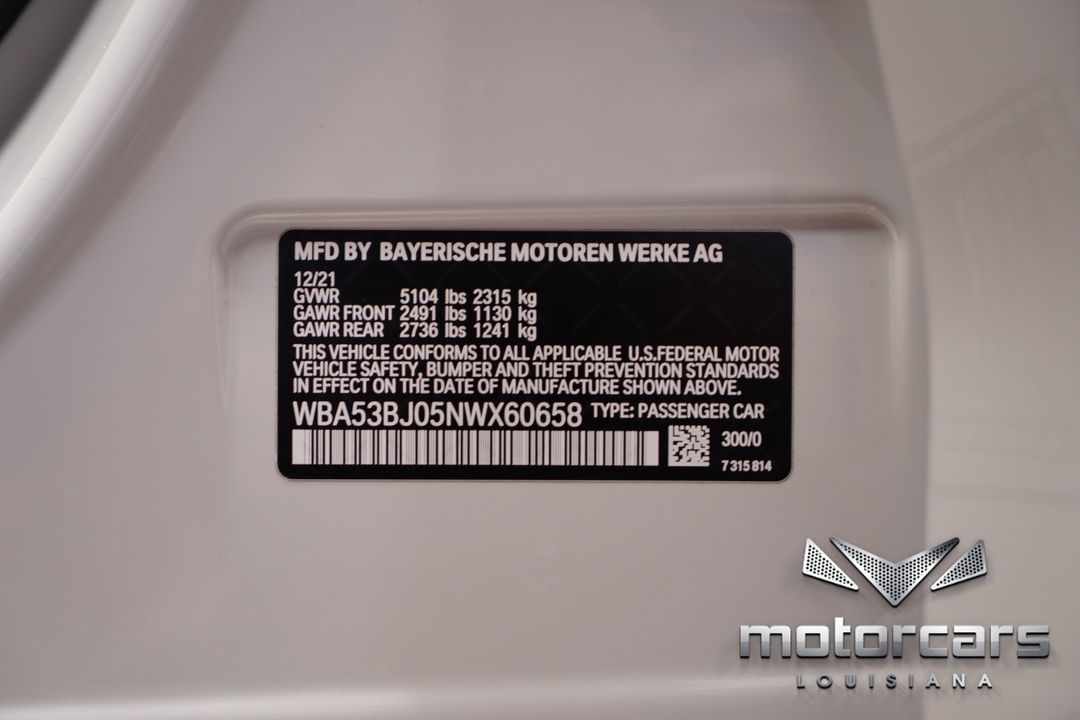 MFD BY BAYERISCHE MOTOREN WERKE AG
12/21
GVWR 5104 lbs 2315 kg
GAWR FRONT 2491 lbs 1130 kg
GAWR REAR 2736 lbs 1241 kg
THIS VEHICLE CONFORMS TO ALL APPLICABLE U.S.FEDERAL MOTOR
VEHICLE SAFETY, BUMPER AND THEFT PREVENTION STANDARDS
IN EFFECT ON THE DATE OF MANUFACTURE SHOWN ABOVE.
WBA53BJ05NWX60658 TYPE: PASSENGER CAR
300/0
7 315 814
motorcars
LOUISIANA